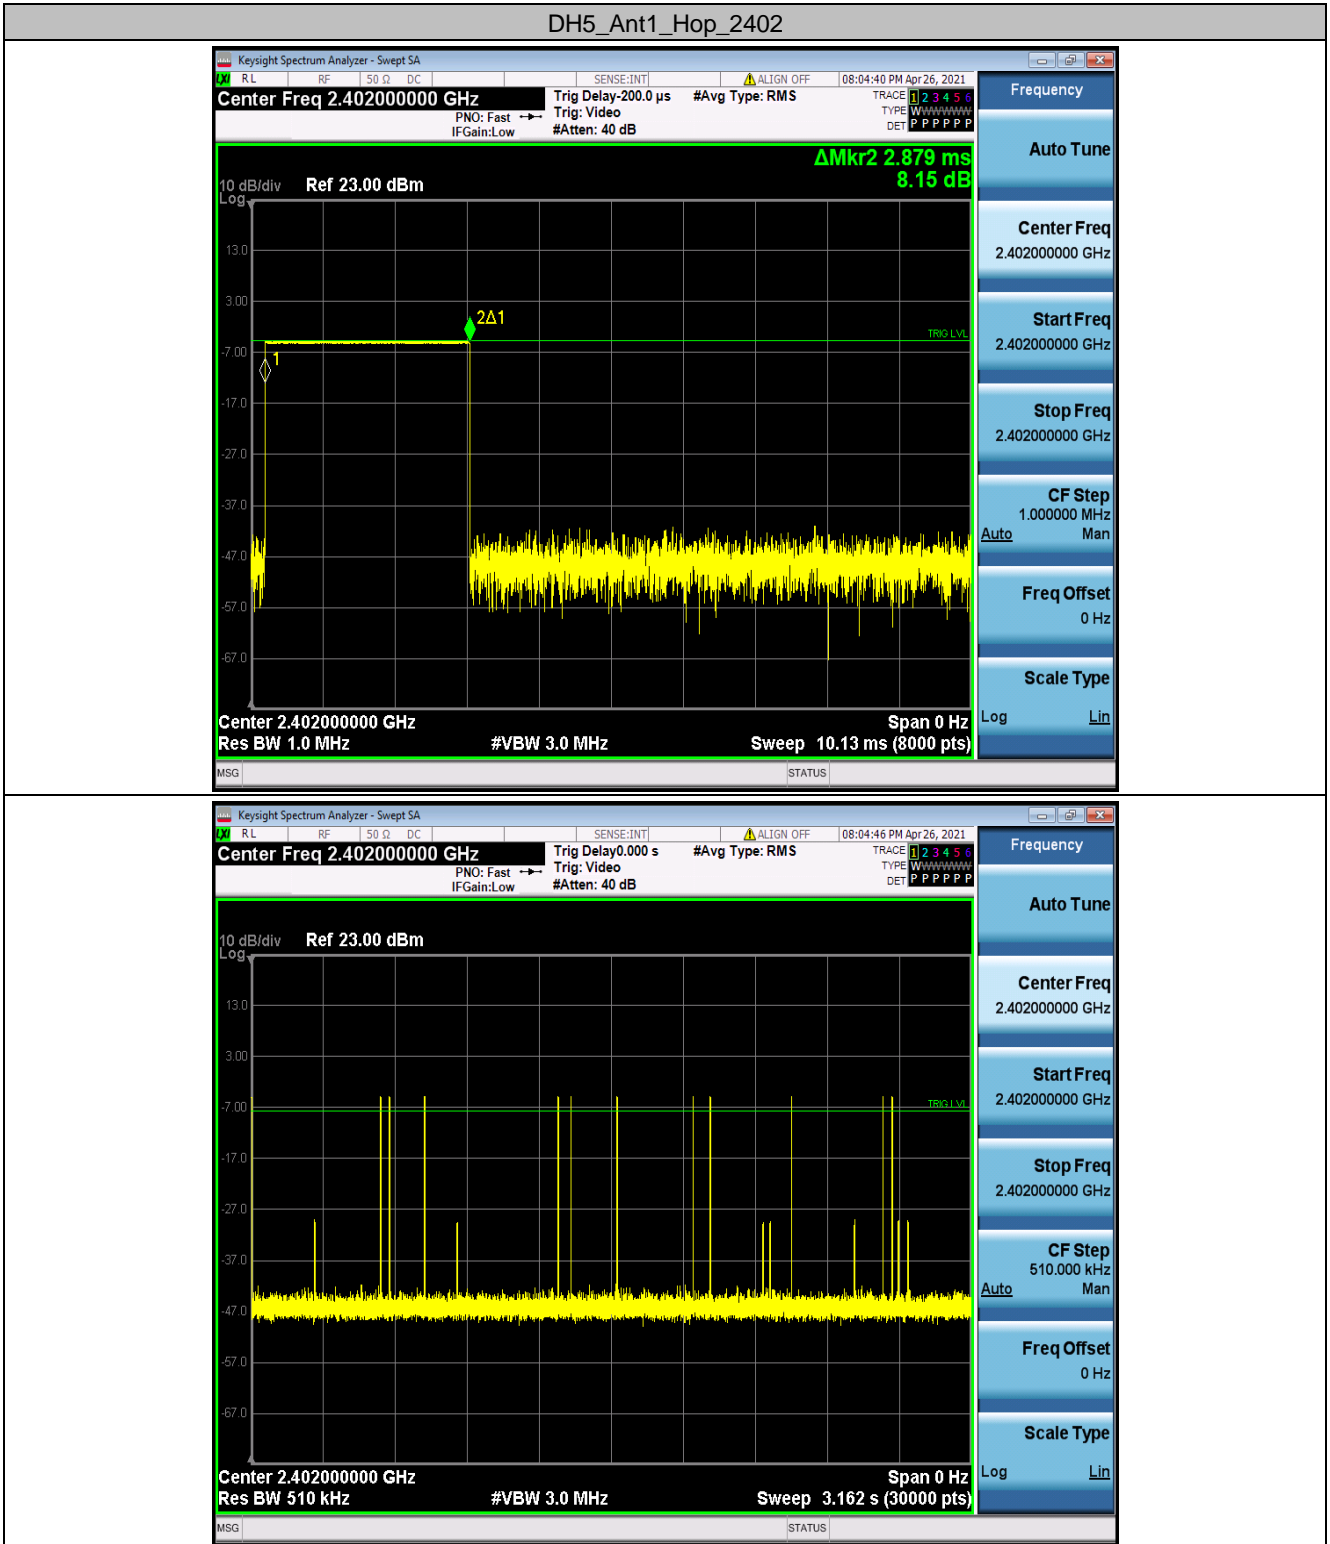 DH5_Ant1_Hop_2402
Keysight Spectrum Analyzer - Swept SA
LXI RL RF 50 Ω DC SENSE:INT ALIGN OFF 08:04:40 PM Apr 26, 2021
Center Freq 2.402000000 GHz Trig Delay-200.0 µs #Avg Type: RMS TRACE 1 2 3 4 5 6
PNO: Fast Trig: Video TYPE WWWWWW
IFGain:Low #Atten: 40 dB DET P P P P P P
ΔMkr2 2.879 ms
10 dB/div Ref 23.00 dBm 8.15 dB
Log
13.0
3.00
2Δ1
TRIG LVL
-7.00
1
-17.0
-27.0
-37.0
-47.0
-57.0
-67.0
Center 2.402000000 GHz Span 0 Hz
Res BW 1.0 MHz #VBW 3.0 MHz Sweep 10.13 ms (8000 pts)
MSG STATUS
Frequency
Auto Tune
Center Freq
2.402000000 GHz
Start Freq
2.402000000 GHz
Stop Freq
2.402000000 GHz
CF Step
1.000000 MHz
Auto Man
Freq Offset
0 Hz
Scale Type
Log Lin
Keysight Spectrum Analyzer - Swept SA
LXI RL RF 50 Ω DC SENSE:INT ALIGN OFF 08:04:46 PM Apr 26, 2021
Center Freq 2.402000000 GHz Trig Delay0.000 s #Avg Type: RMS TRACE 1 2 3 4 5 6
PNO: Fast Trig: Video TYPE WWWWWW
IFGain:Low #Atten: 40 dB DET P P P P P P
10 dB/div Ref 23.00 dBm
Log
13.0
3.00
-7.00
TRIG LVL
-17.0
-27.0
-37.0
-47.0
-57.0
-67.0
Center 2.402000000 GHz Span 0 Hz
Res BW 510 kHz #VBW 3.0 MHz Sweep 3.162 s (30000 pts)
MSG STATUS
Frequency
Auto Tune
Center Freq
2.402000000 GHz
Start Freq
2.402000000 GHz
Stop Freq
2.402000000 GHz
CF Step
510.000 kHz
Auto Man
Freq Offset
0 Hz
Scale Type
Log Lin